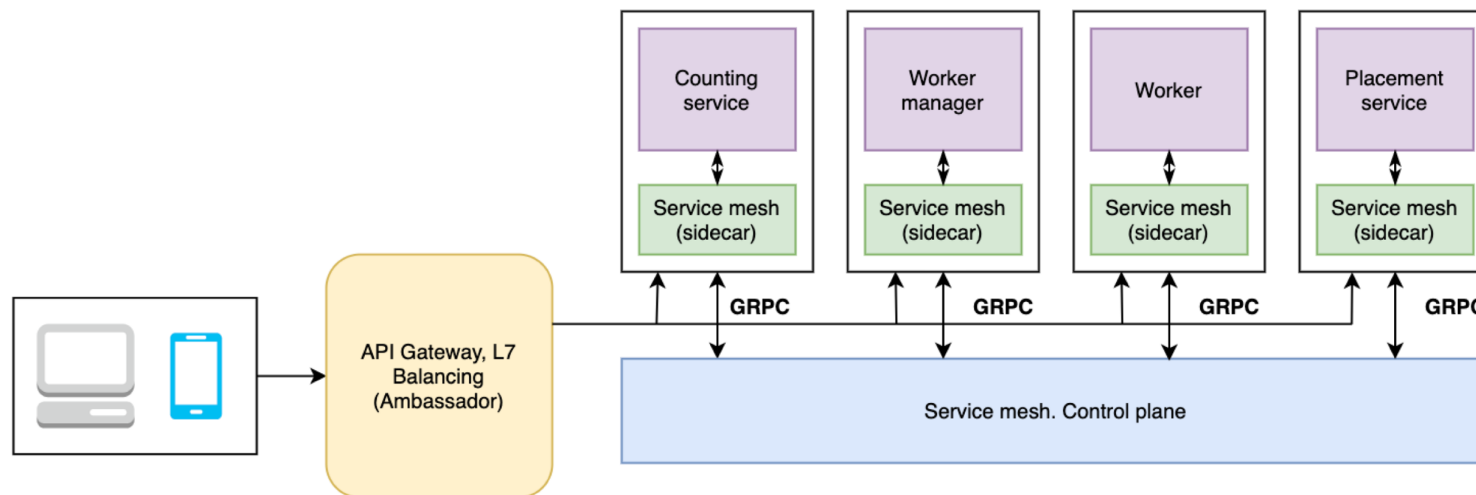 Counting
service
Worker
manager
Worker
Placement
service
Service mesh
(sidecar)
Service mesh
(sidecar)
Service mesh
(sidecar)
Service mesh
(sidecar)
GRPC
GRPC
GRPC
GRPC
API Gateway, L7
Balancing
(Ambassador)
Service mesh. Control plane